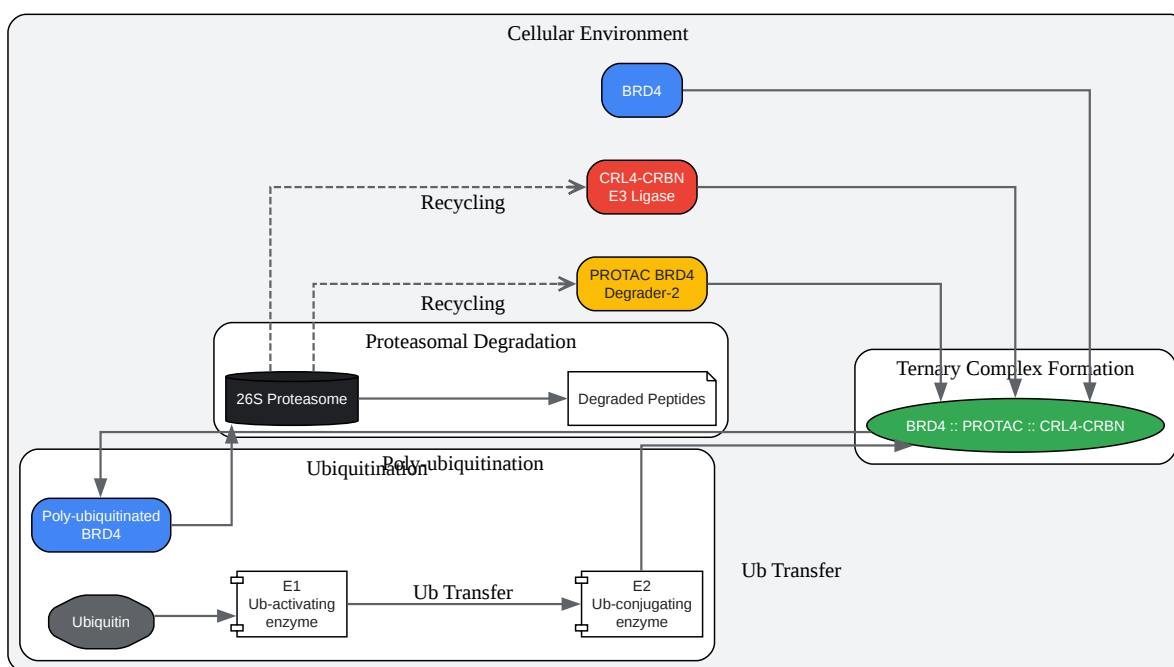 Cellular Environment
BRD4
CRL4-CRBN
E3 Ligase
Recycling
PROTAC BRD4
Degrader-2
Recycling
Proteasomal Degradation
Ternary Complex Formation
26S Proteasome
Degraded Peptides
BRD4 :: PROTAC :: CRL4-CRBN
Ubiquitination
Poly-ubiquitination
Poly-ubiquitinated
BRD4
Ub Transfer
E1
Ub-activating
enzyme
Ub Transfer
E2
Ub-conjugating
enzyme
Ubiquitin